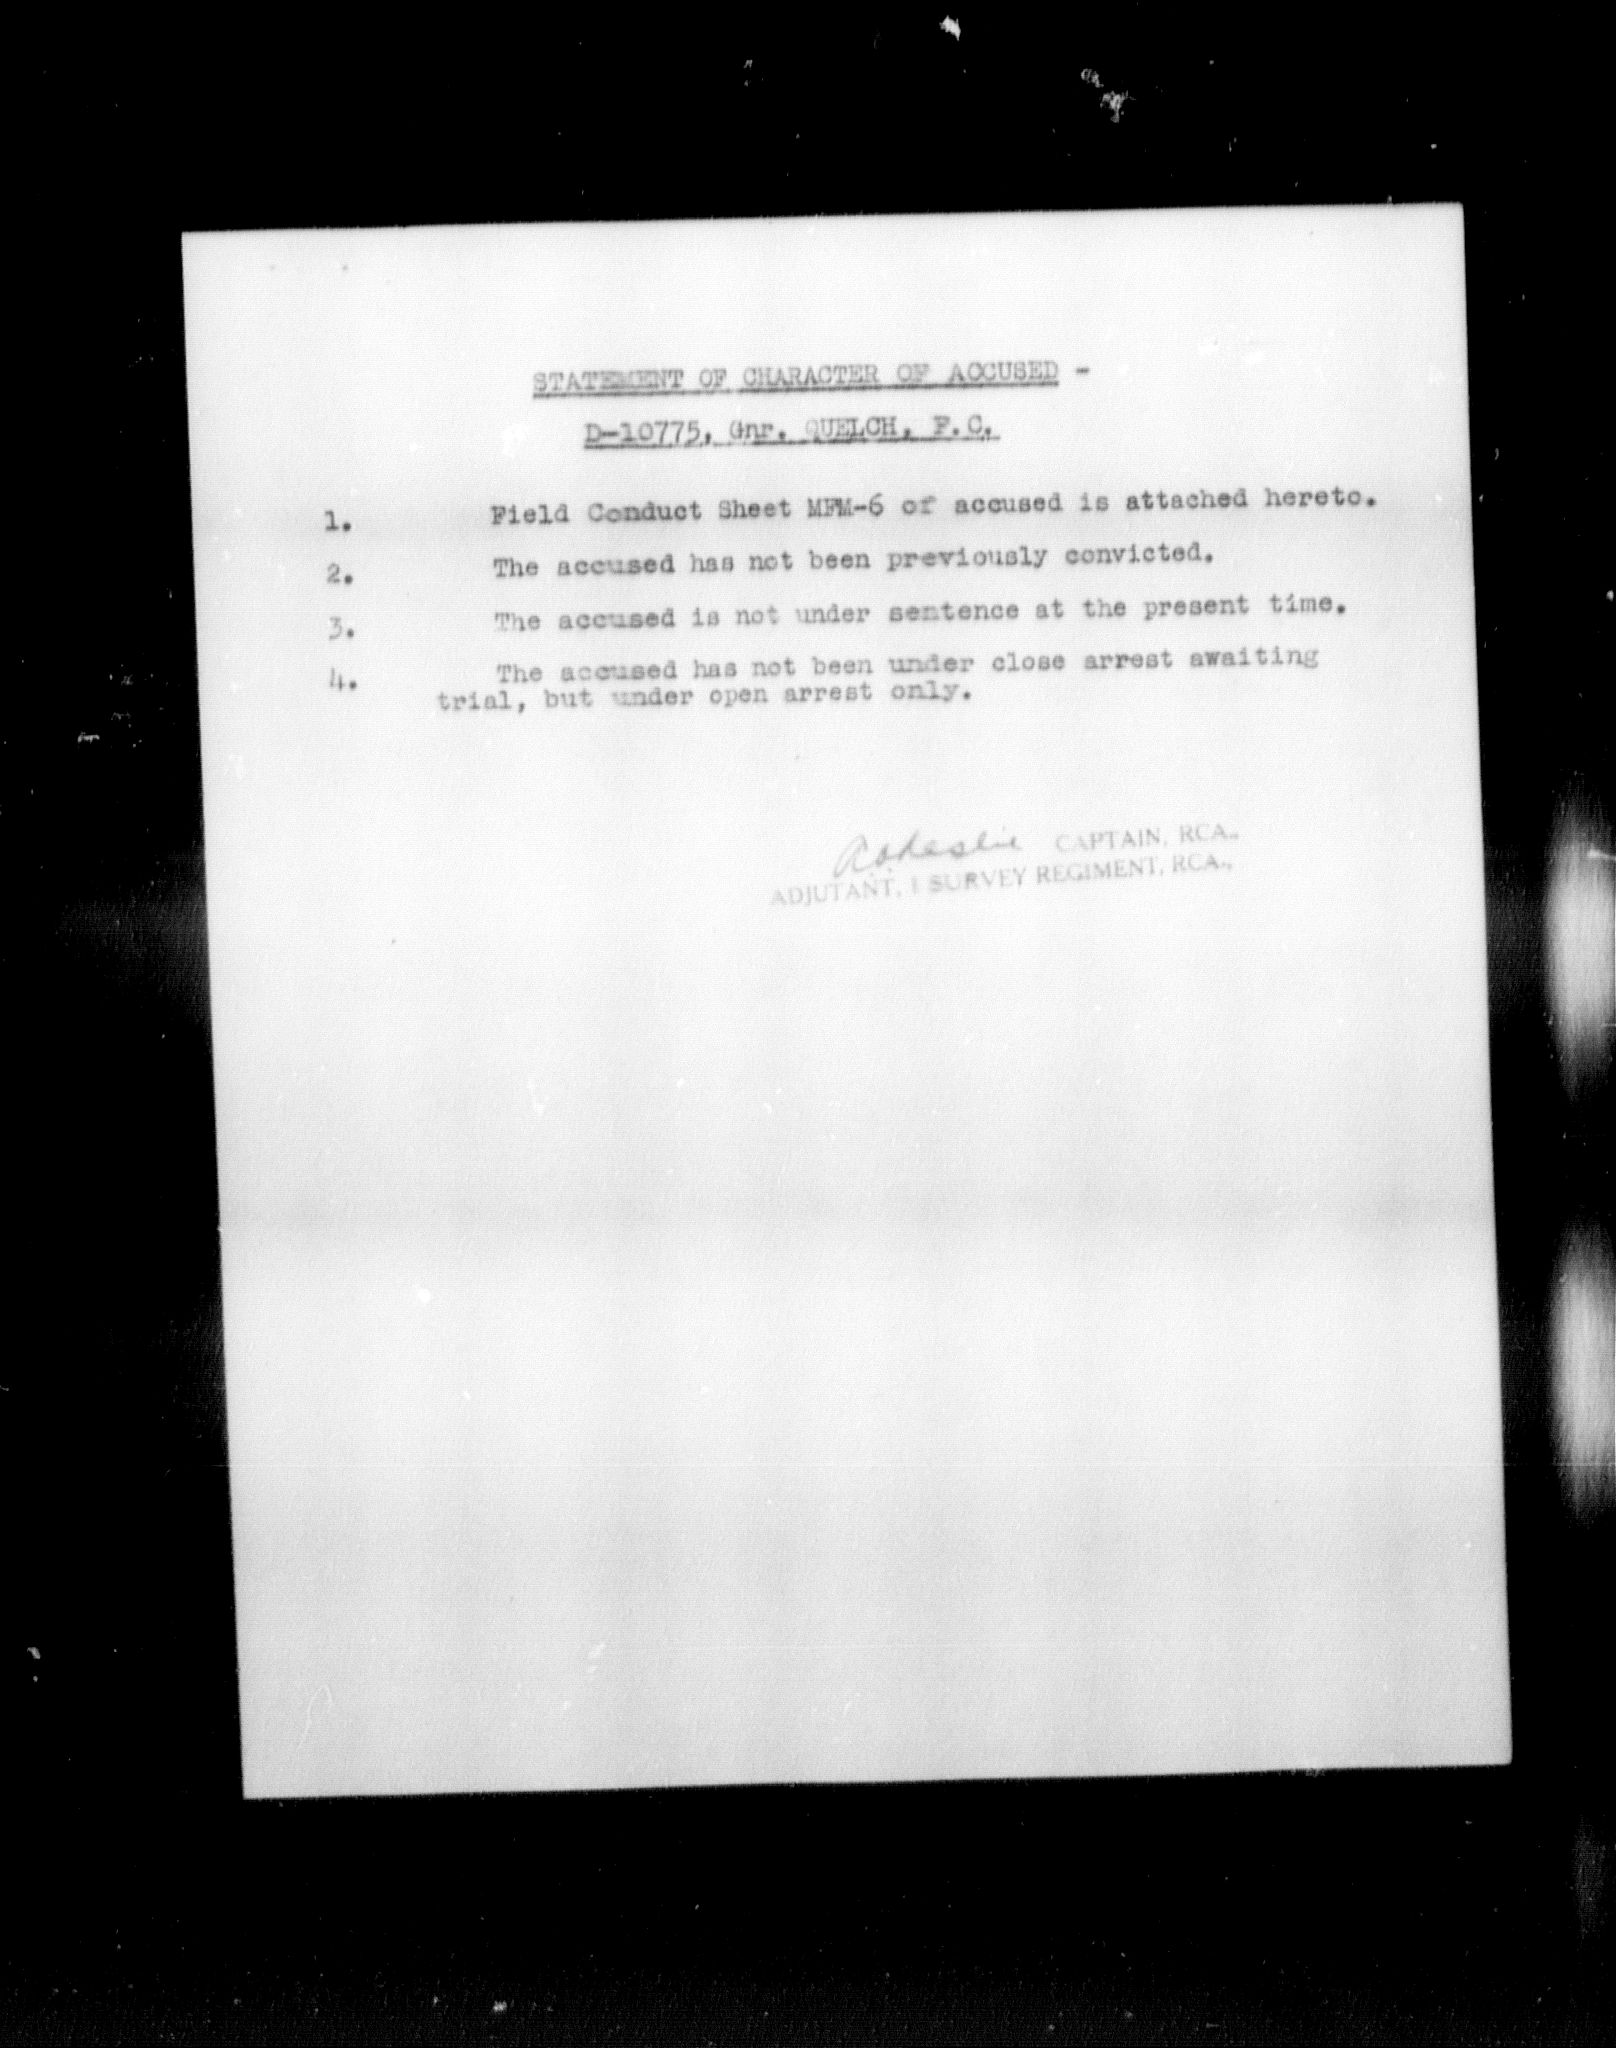 STATEMENT OF CHARACTER OF ACCUSED -
D-10775, Gnr. QUELCH, F.C.
1. Field Conduct Sheet MFM-6 of accused is attached hereto.
2. The accused has not been previously convicted.
3. The accused is not under sentence at the present time.
4. The accused has not been under close arrest awaiting
trial, but under open arrest only.
CAPTAIN, RCA.,
ADJUTANT, 1 SURVEY REGIMENT, RCA.,